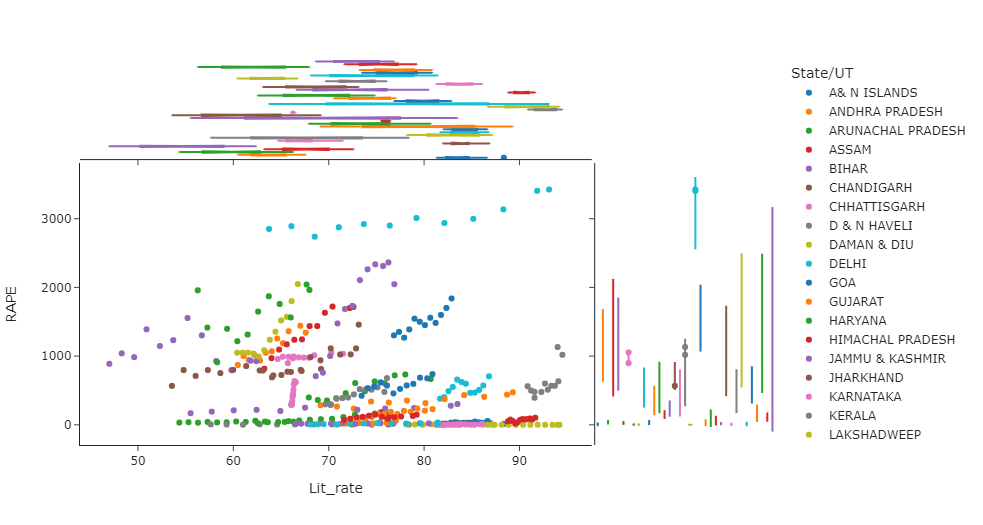 State/UT
A& N ISLANDS
ANDHRA PRADESH
ARUNACHAL PRADESH
ASSAM
BIHAR
CHANDIGARH
CHHATTISGARH
D & N HAVELI
DAMAN & DIU
DELHI
GOA
GUJARAT
HARYANA
HIMACHAL PRADESH
JAMMU & KASHMIR
JHARKHAND
KARNATAKA
KERALA
LAKSHADWEEP
RAPE
3000
2000
1000
0
50 60 70 80 90
Lit_rate